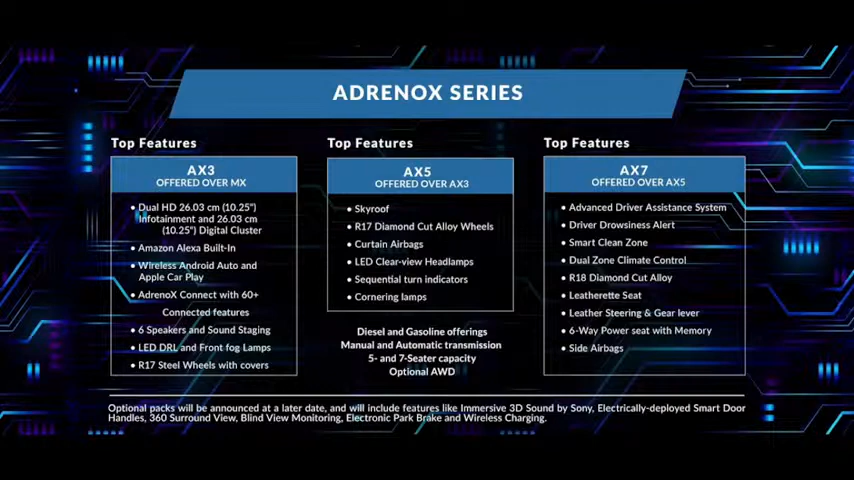 ADRENOX SERIES
Top Features
AX3
OFFERED OVER MX
• Dual HD 26.03 cm (10.25")
Infotainment and 26.03 cm
(10.25") Digital Cluster
• Amazon Alexa Built-In
• Wireless Android Auto and
Apple Car Play
• AdrenoX Connect with 60+
Connected features
• 6 Speakers and Sound Staging
• LED DRL and Front fog Lamps
• R17 Steel Wheels with covers
Top Features
AX5
OFFERED OVER AX3
• Skyroof
• R17 Diamond Cut Alloy Wheels
• Curtain Airbags
• LED Clear-view Headlamps
• Sequential turn indicators
• Cornering lamps
Diesel and Gasoline offerings
Manual and Automatic transmission
5- and 7-Seater capacity
Optional AWD
Top Features
AX7
OFFERED OVER AX5
• Advanced Driver Assistance System
• Driver Drowsiness Alert
• Smart Clean Zone
• Dual Zone Climate Control
• R18 Diamond Cut Alloy
• Leatherette Seat
• Leather Steering & Gear lever
• 6-Way Power seat with Memory
• Side Airbags
Optional packs will be announced at a later date, and will include features like Immersive 3D Sound by Sony, Electrically-deployed Smart Door
Handles, 360 Surround View, Blind View Monitoring, Electronic Park Brake and Wireless Charging.